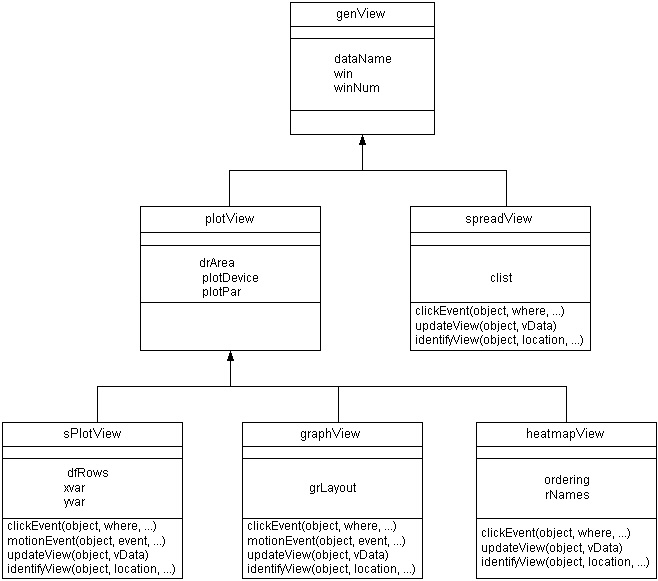 genView
dataName
win
winNum
plotView
drArea
plotDevice
plotPar
spreadView
clist
clickEvent(object, where, ...)
updateView(object, vData)
identifyView(object, location, ...)
sPlotView
dfRows
xvar
yvar
clickEvent(object, where, ...)
motionEvent(object, event, ...)
updateView(object, vData)
identifyView(object, location, ...)
graphView
grLayout
clickEvent(object, where, ...)
motionEvent(object, event, ...)
updateView(object, vData)
identifyView(object, location, ...)
heatmapView
ordering
rNames
clickEvent(object, where, ...)
updateView(object, vData)
identifyView(object, location, ...)